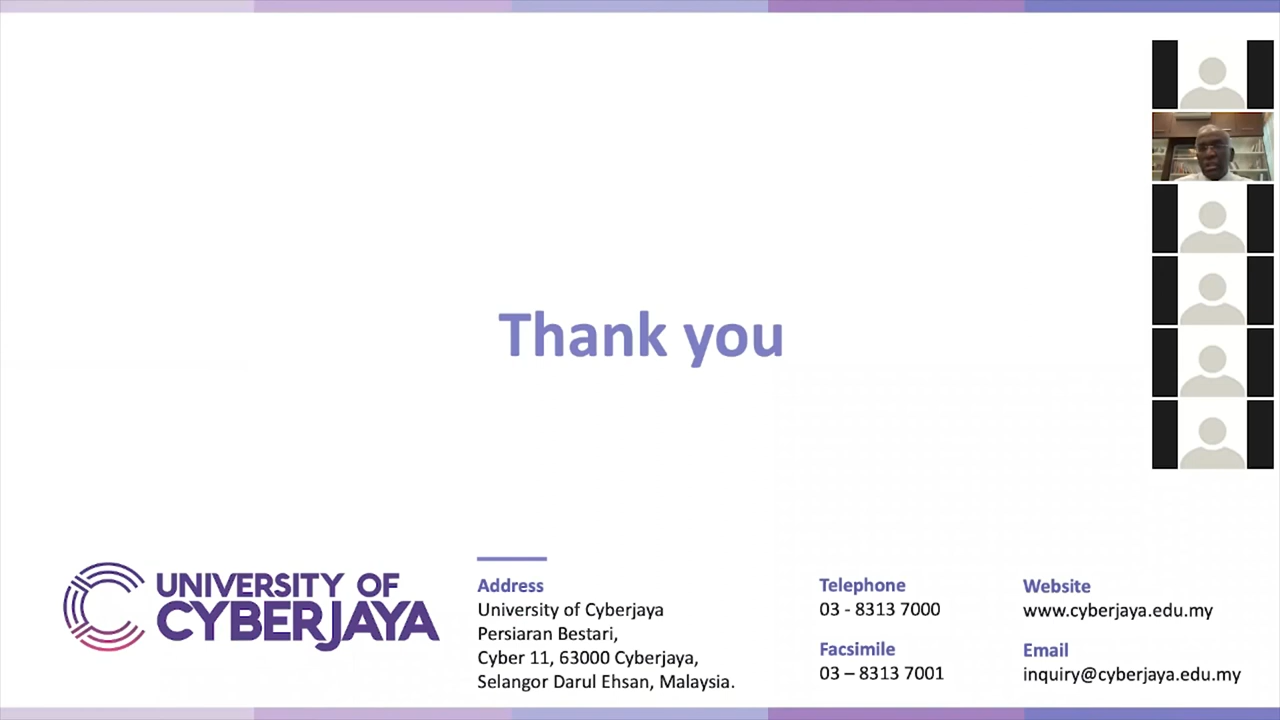 Thank you
UNIVERSITY OF
CYBERJAYA
Address
University of Cyberjaya
Persiaran Bestari,
Cyber 11, 63000 Cyberjaya,
Selangor Darul Ehsan, Malaysia.
Telephone
03 - 8313 7000
Facsimile
03 – 8313 7001
Website
www.cyberjaya.edu.my
Email
inquiry@cyberjaya.edu.my